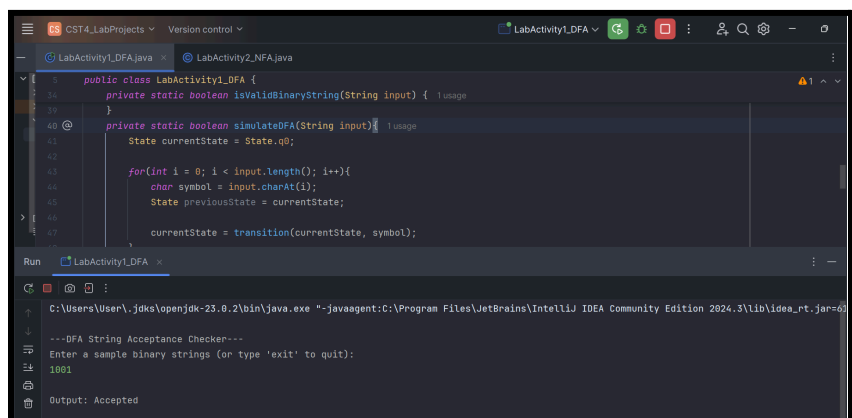 CS CST4_LabProjects Version control LabActivity1_DFA
LabActivity1_DFA.java LabActivity2_NFA.java
5 public class LabActivity1_DFA { 1
34 private static boolean isValidBinaryString(String input) { 1 usage
39 }
40 @ private static boolean simulateDFA(String input){ 1 usage
41 State currentState = State.q0;
42
43 for(int i = 0; i < input.length(); i++){
44 char symbol = input.charAt(i);
45 State previousState = currentState;
46
47 currentState = transition(currentState, symbol);
Run LabActivity1_DFA
C:\Users\User\.jdks\openjdk-23.0.2\bin\java.exe "-javaagent:C:\Program Files\JetBrains\IntelliJ IDEA Community Edition 2024.3\lib\idea_rt.jar=61
---DFA String Acceptance Checker---
Enter a sample binary strings (or type 'exit' to quit):
1001
Output: Accepted